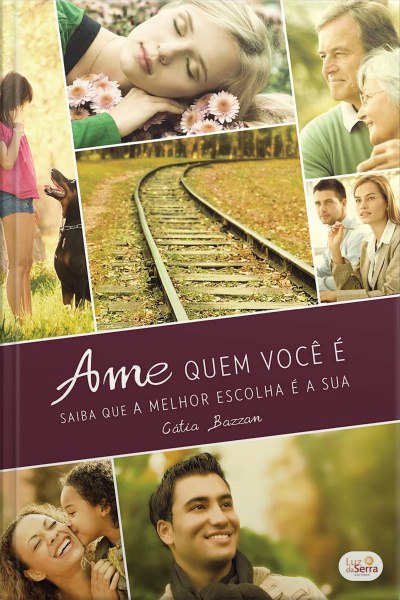 Ame QUEM VOCÊ É
SAIBA QUE A MELHOR ESCOLHA É A SUA
Cátia Bazzan
Luz
da Serra
EDITORA